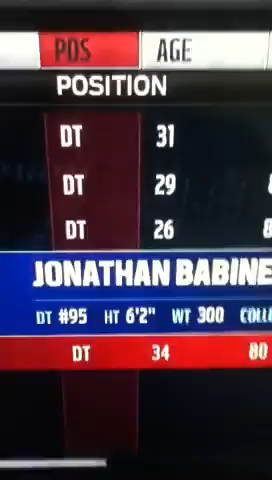 POS AGE
POSITION
DT 31
DT 29
DT 26
JONATHAN BABINE
DT #95 HT 6'2" WT 300
DT 34 80